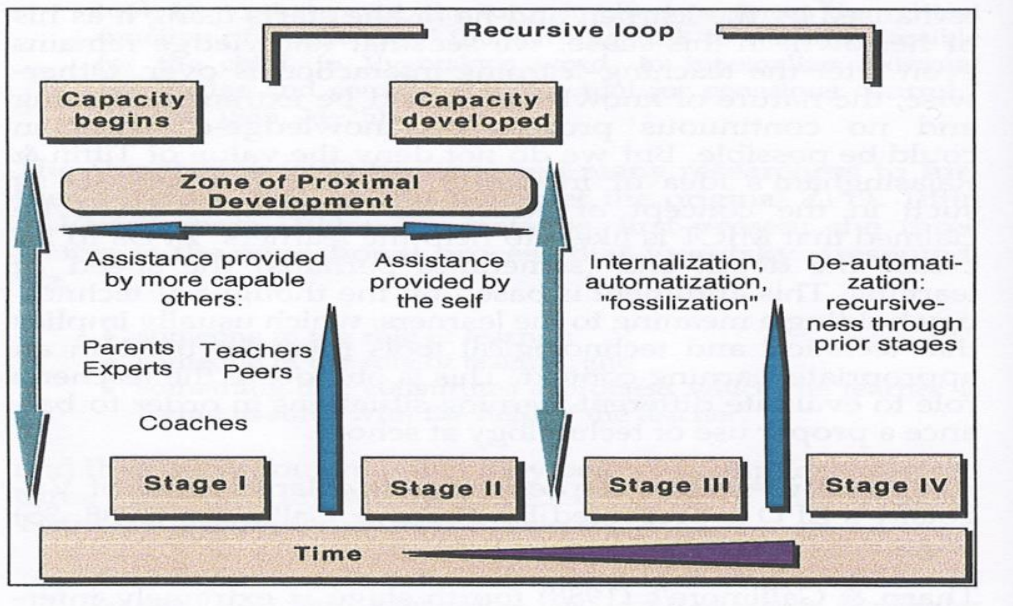 Recursive loop
Capacity
begins
Capacity
developed
Zone of Proximal
Development
Assistance provided
by more capable
others:
Parents
Experts
Teachers
Peers
Coaches
Assistance
provided by
the self
Internalization,
automatization,
"fossilization"
De-automati-
zation:
recursive-
ness through
prior stages
Stage I
Stage II
Stage III
Stage IV
Time